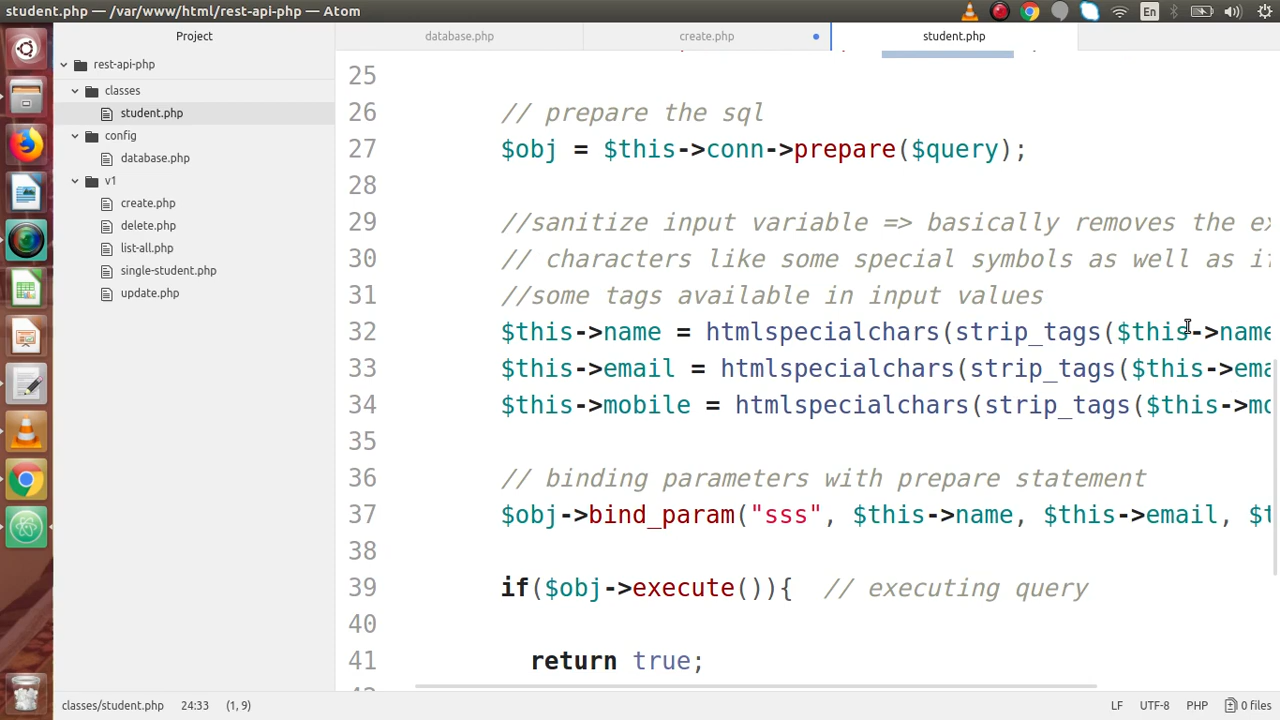 student.php — /var/www/html/rest-api-php — Atom
En
Project
database.php
create.php
student.php
rest-api-php
classes
student.php
config
database.php
v1
create.php
delete.php
list-all.php
single-student.php
update.php
25
26 // prepare the sql
27 $obj = $this->conn->prepare($query);
28
29 //sanitize input variable => basically removes the ex
30 // characters like some special symbols as well as if
31 //some tags available in input values
32 $this->name = htmlspecialchars(strip_tags($this->name
33 $this->email = htmlspecialchars(strip_tags($this->ema
34 $this->mobile = htmlspecialchars(strip_tags($this->mo
35
36 // binding parameters with prepare statement
37 $obj->bind_param("sss", $this->name, $this->email, $t
38
39 if($obj->execute()){ // executing query
40
41 return true;
classes/student.php 24:33 (1, 9)
LF UTF-8 PHP 0 files